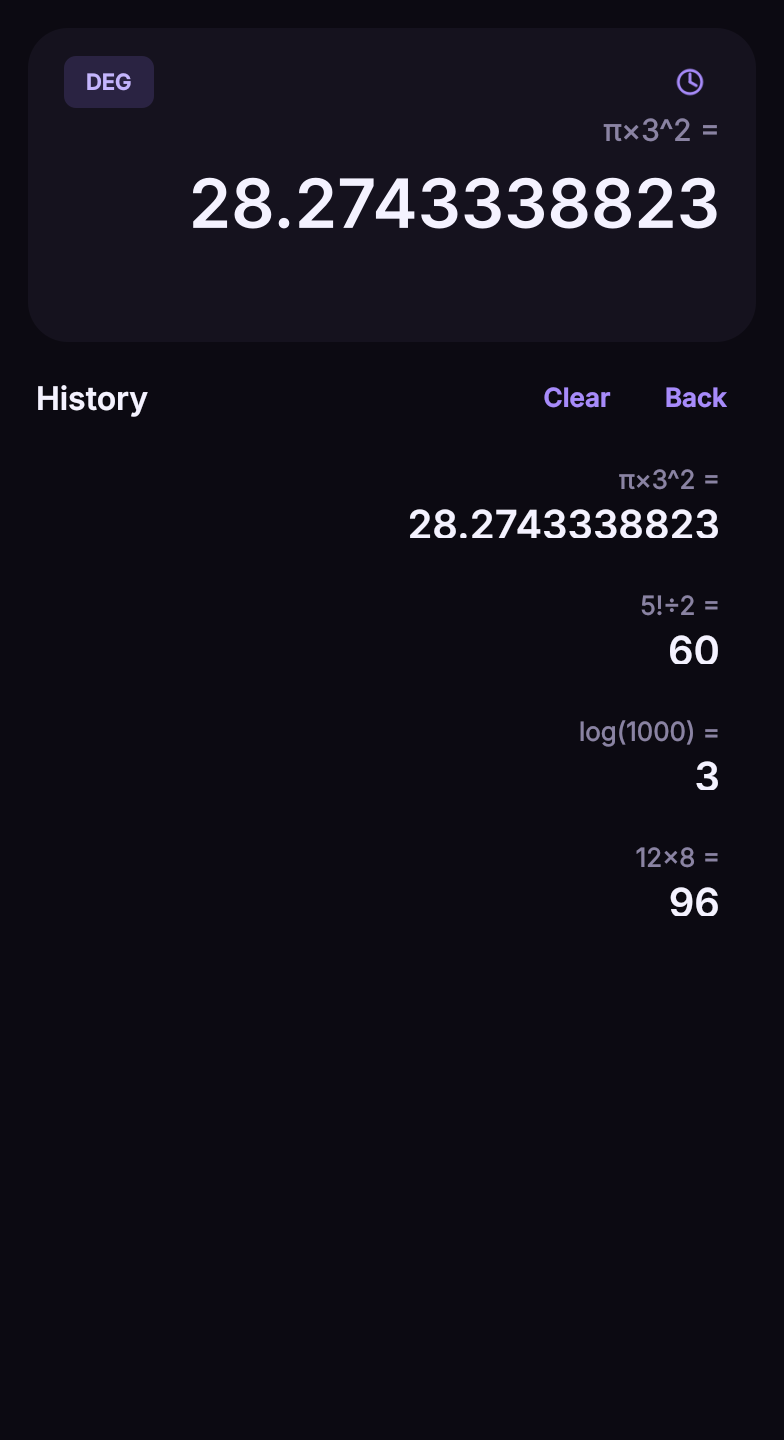 DEG
π×3^2 =
28.2743338823
History Clear Back
π×3^2 =
28.2743338823
5!÷2 =
60
log(1000) =
3
12×8 =
96